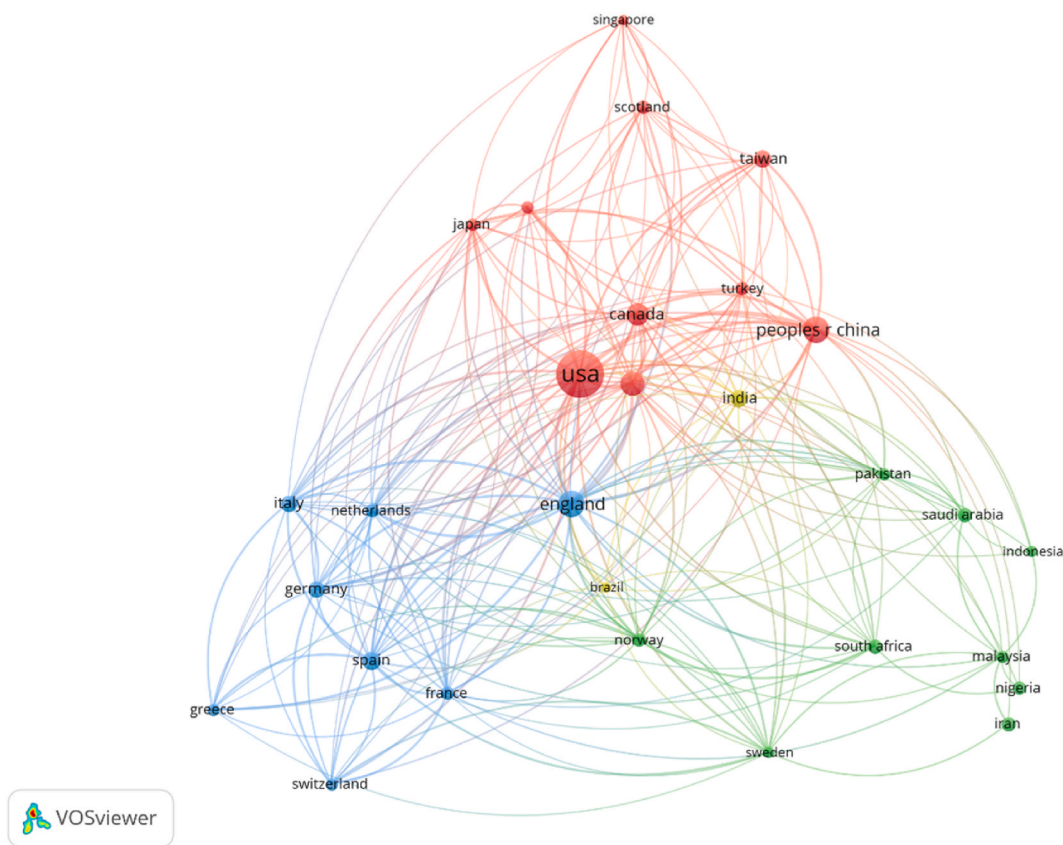 singapore
scotland
taiwan
japan
turkey
canada
peoples r china
usa
india
pakistan
italy
netherlands
england
saudi arabia
indonesia
germany
brazil
norway
south africa
spain
malaysia
france
nigeria
greece
iran
sweden
switzerland
VOSviewer